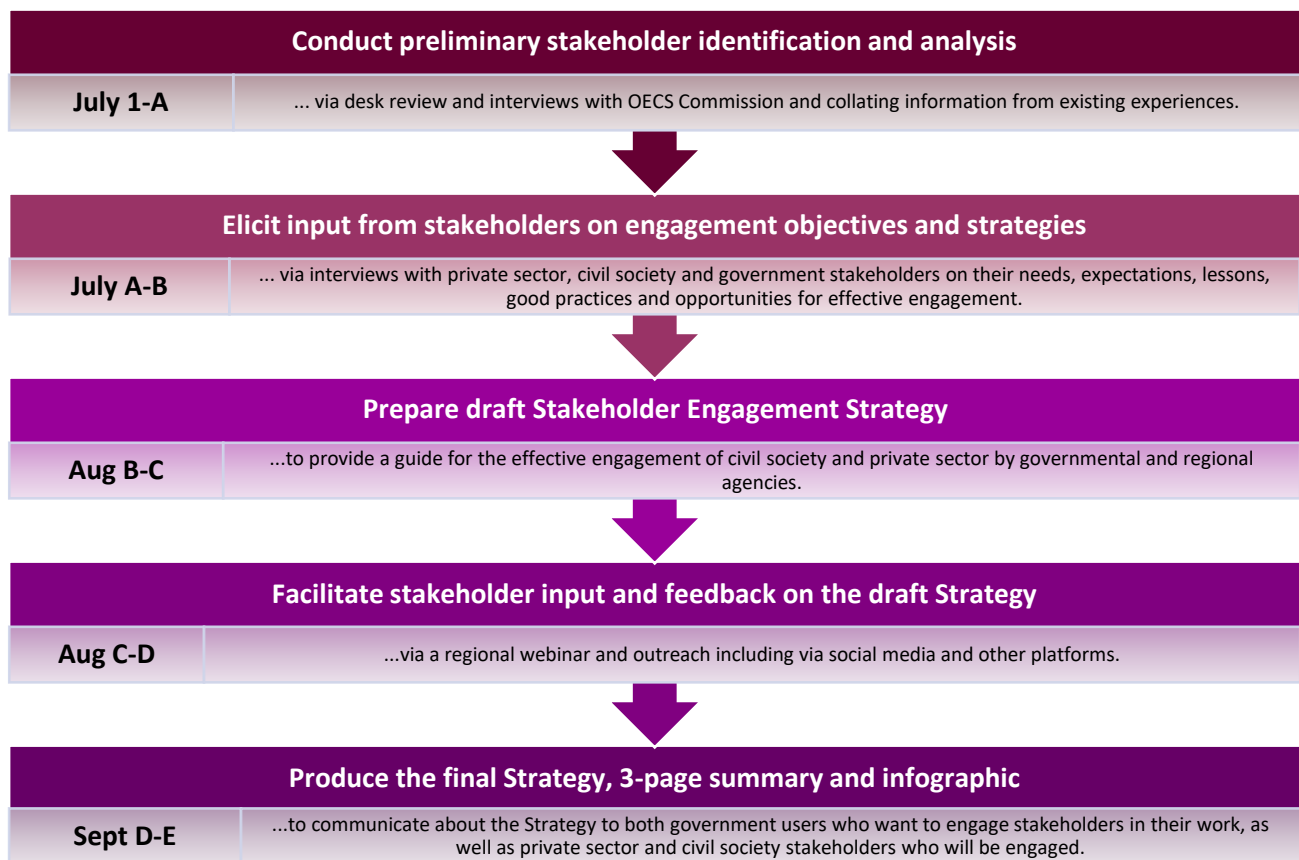 Conduct preliminary stakeholder identification and analysis
July 1-A
... via desk review and interviews with OECS Commission and collating information from existing experiences.
Elicit input from stakeholders on engagement objectives and strategies
July A-B
... via interviews with private sector, civil society and government stakeholders on their needs, expectations, lessons,
good practices and opportunities for effective engagement.
Prepare draft Stakeholder Engagement Strategy
Aug B-C
...to provide a guide for the effective engagement of civil society and private sector by governmental and regional
agencies.
Facilitate stakeholder input and feedback on the draft Strategy
Aug C-D
...via a regional webinar and outreach including via social media and other platforms.
Produce the final Strategy, 3-page summary and infographic
Sept D-E
...to communicate about the Strategy to both government users who want to engage stakeholders in their work, as
well as private sector and civil society stakeholders who will be engaged.